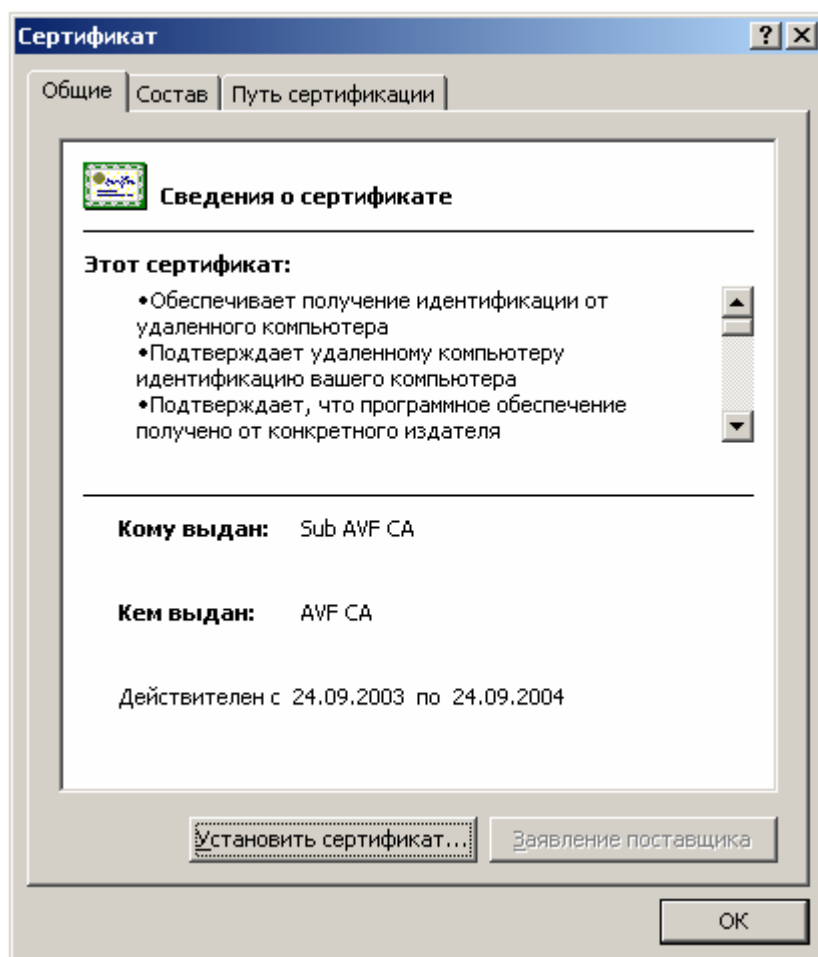 Сертификат
Общие Состав Путь сертификации
Сведения о сертификате
Этот сертификат:
•Обеспечивает получение идентификации от
удаленного компьютера
•Подтверждает удаленному компьютеру
идентификацию вашего компьютера
•Подтверждает, что программное обеспечение
получено от конкретного издателя
Кому выдан: Sub AVF CA
Кем выдан: AVF CA
Действителен с 24.09.2003 по 24.09.2004
Установить сертификат... Заявление поставщика
ОК